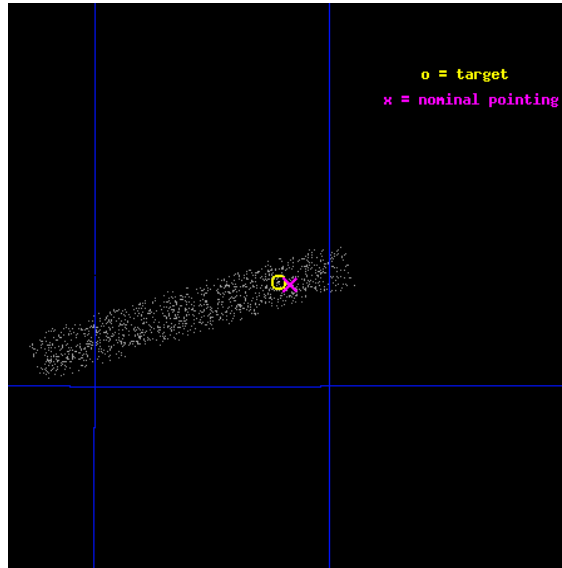 o = target
x = nominal pointing